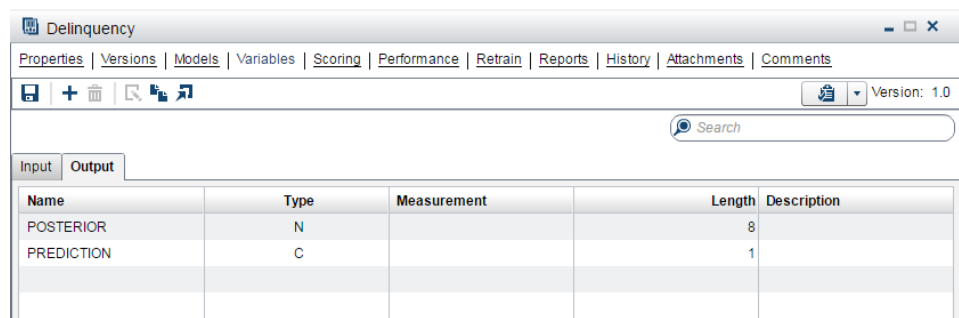 Delinquency
Properties | Versions | Models | Variables | Scoring | Performance | Retrain | Reports | History | Attachments | Comments
Version: 1.0
Search
Input Output
Name Type Measurement Length Description
POSTERIOR N 8
PREDICTION C 1